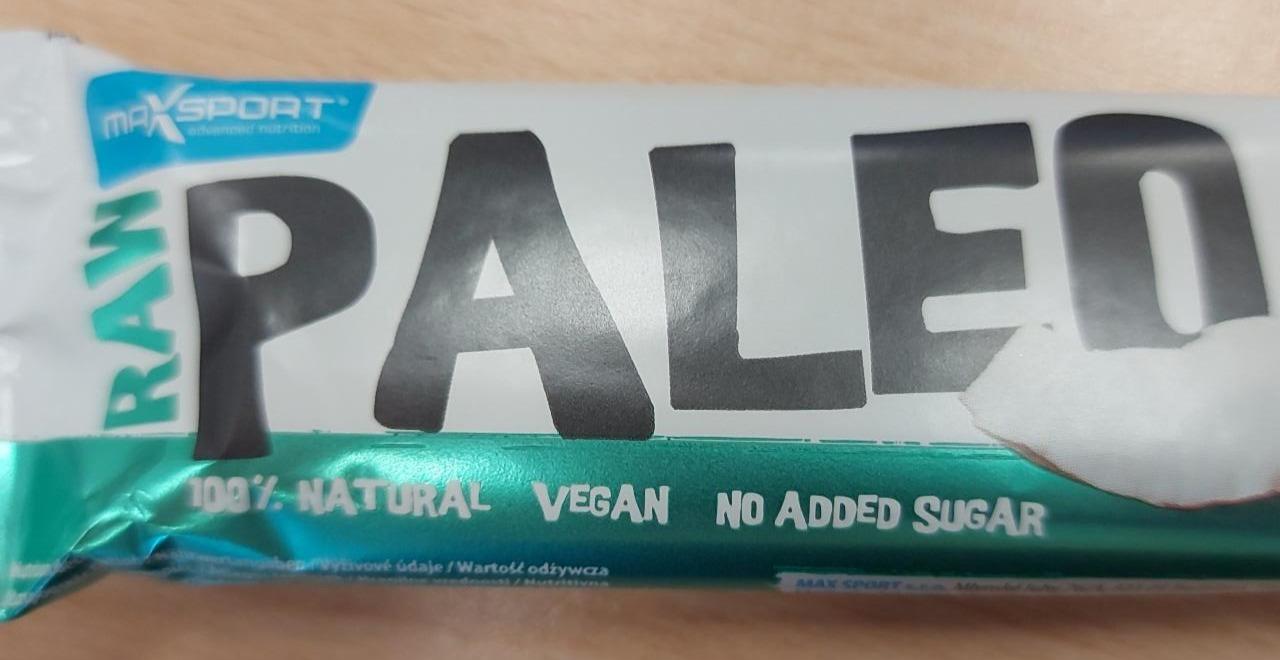 MAXSPORT
advanced nutrition
RAW
PALEO
100% NATURAL VEGAN NO ADDED SUGAR
/ Výživové údaje / Wartość odżywcza
MAX SPORT s.r.o.